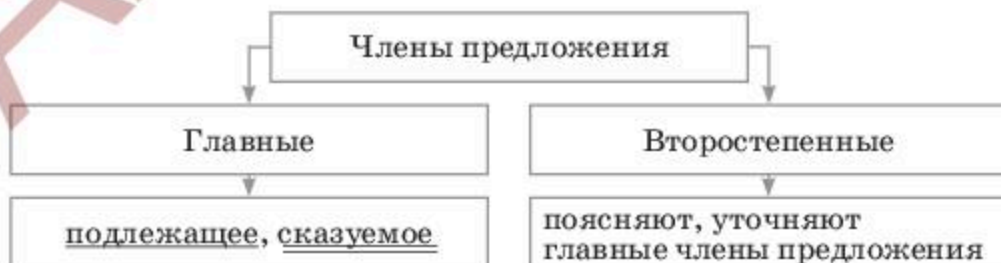 Члены предложения
Главные
Второстепенные
подлежащее, сказуемое
поясняют, уточняют
главные члены предложения